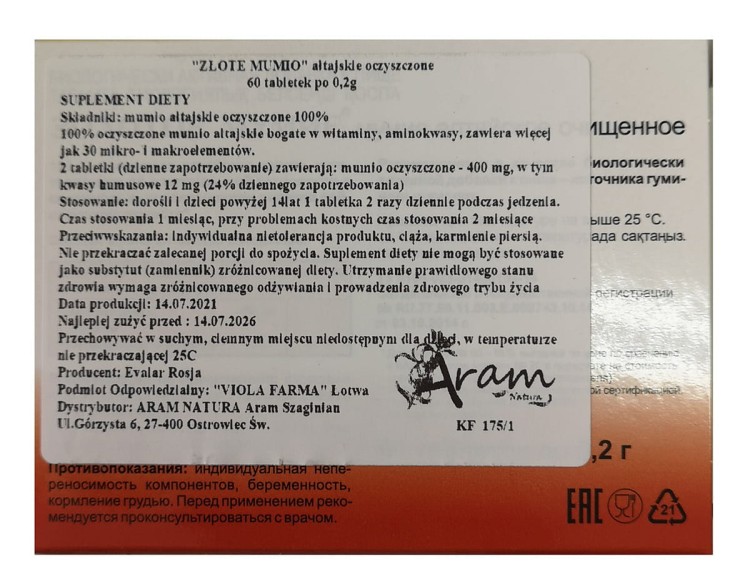 "ZŁOTE MUMIO" ałtajskie oczyszczone
60 tabletek po 0,2g
SUPLEMENT DIETY
Składniki: mumio ałtajskie oczyszczone 100%
100% oczyszczone mumio ałtajskie bogate w witaminy, aminokwasy, zawiera więcej
jak 30 mikro- i makroelementów.
2 tabletki (dzienne zapotrzebowanie) zawierają: mumio oczyszczone - 400 mg, w tym
kwasy humusowe 12 mg (24% dziennego zapotrzebowania)
Stosowanie: dorośli i dzieci powyżej 14lat 1 tabletka 2 razy dziennie podczas jedzenia.
Czas stosowania 1 miesiąc, przy problemach kostnych czas stosowania 2 miesiące
Przeciwwskazania: indywidualna nietolerancja produktu, ciąża, karmienie piersią.
Nie przekraczać zalecanej porcji do spożycia. Suplement diety nie mogą być stosowane
jako substytut (zamiennik) zróżnicowanej diety. Utrzymanie prawidłowego stanu
zdrowia wymaga zróżnicowanego odżywiania i prowadzenia zdrowego trybu życia
Data produkcji: 14.07.2021
Najlepiej zużyć przed : 14.07.2026
Przechowywać w suchym, ciemnym miejscu niedostępnym dla dzieci, w temperaturze
nie przekraczającej 25C
Producent: Evalar Rosja
Podmiot Odpowiedzialny: "VIOLA FARMA" Łotwa
Dystrybutor: ARAM NATURA Aram Szaginian
Ul.Górzysta 6, 27-400 Ostrowiec Św.
Aram
Natura
KF 175/1
ищенное
биологически
точника гуми-
выше 25 °C.
сақтаңыз.
регистрации
ой сертификацией
,2 г
Противопоказания: индивидуальная непе-
реносимость компонентов, беременность,
кормление грудью. Перед применением реко-
мендуется проконсультироваться с врачом.
EAC
21